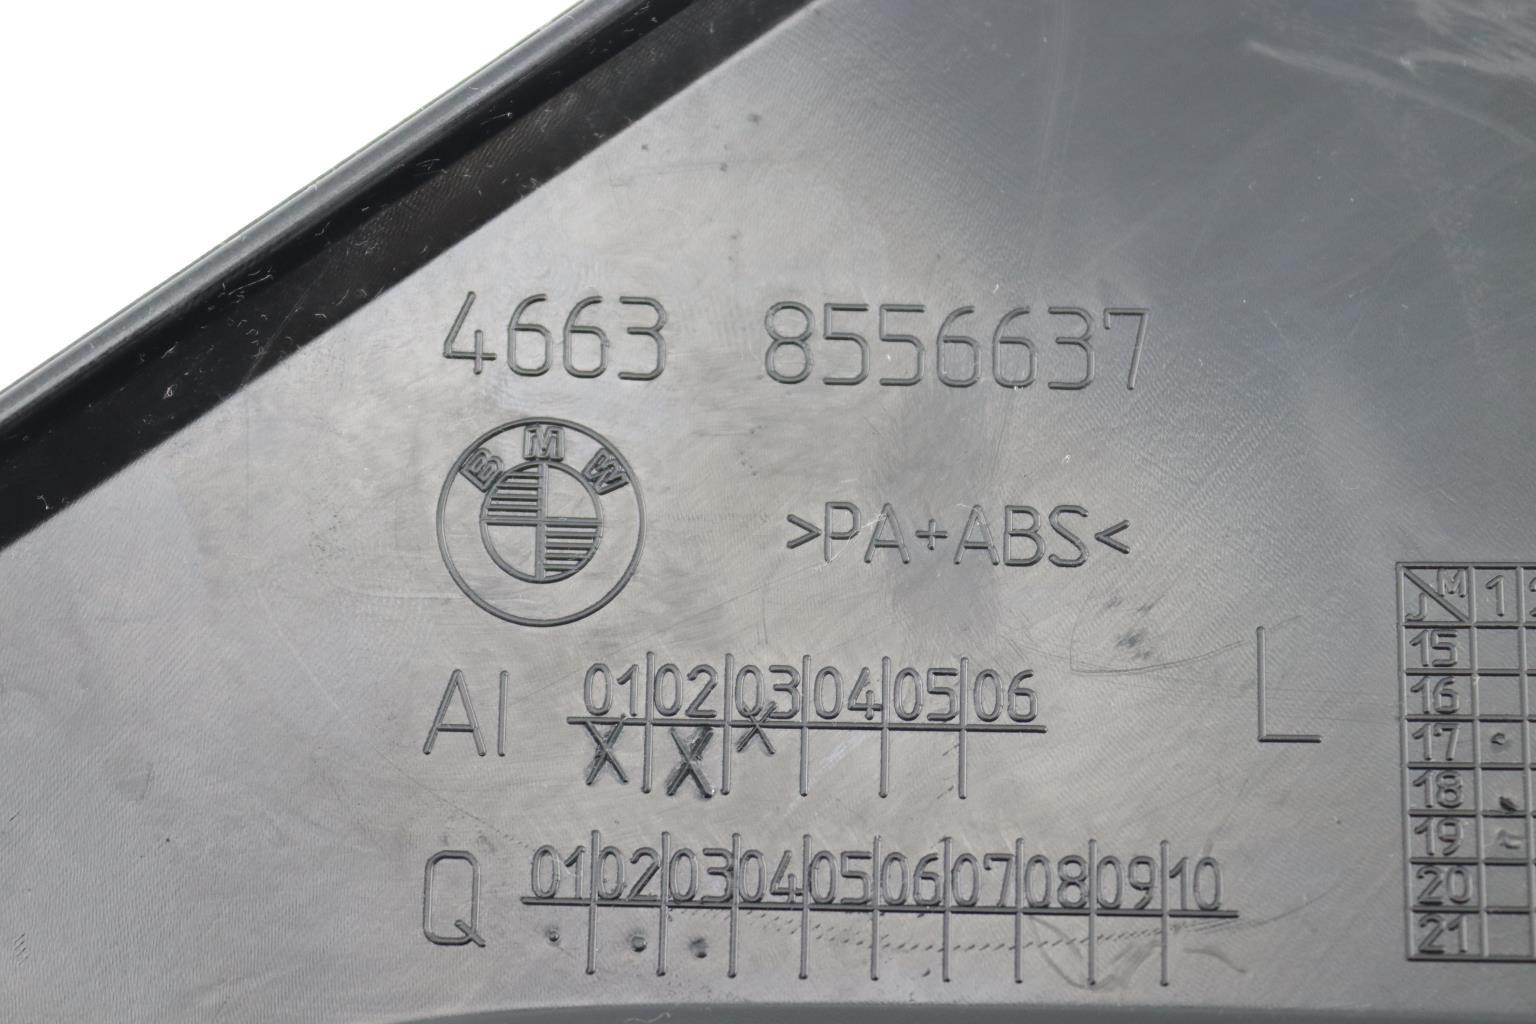 4663 8556637
BMW
>PA+ABS<
AI 01 02 03 04 05 06
X X X
L
Q 01 02 03 04 05 06 07 08 09 10
J M 1
15
16
17
18
19
20
21